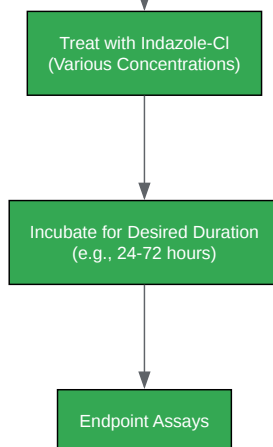 Treat with Indazole-Cl
(Various Concentrations)
Incubate for Desired Duration
(e.g., 24-72 hours)
Endpoint Assays